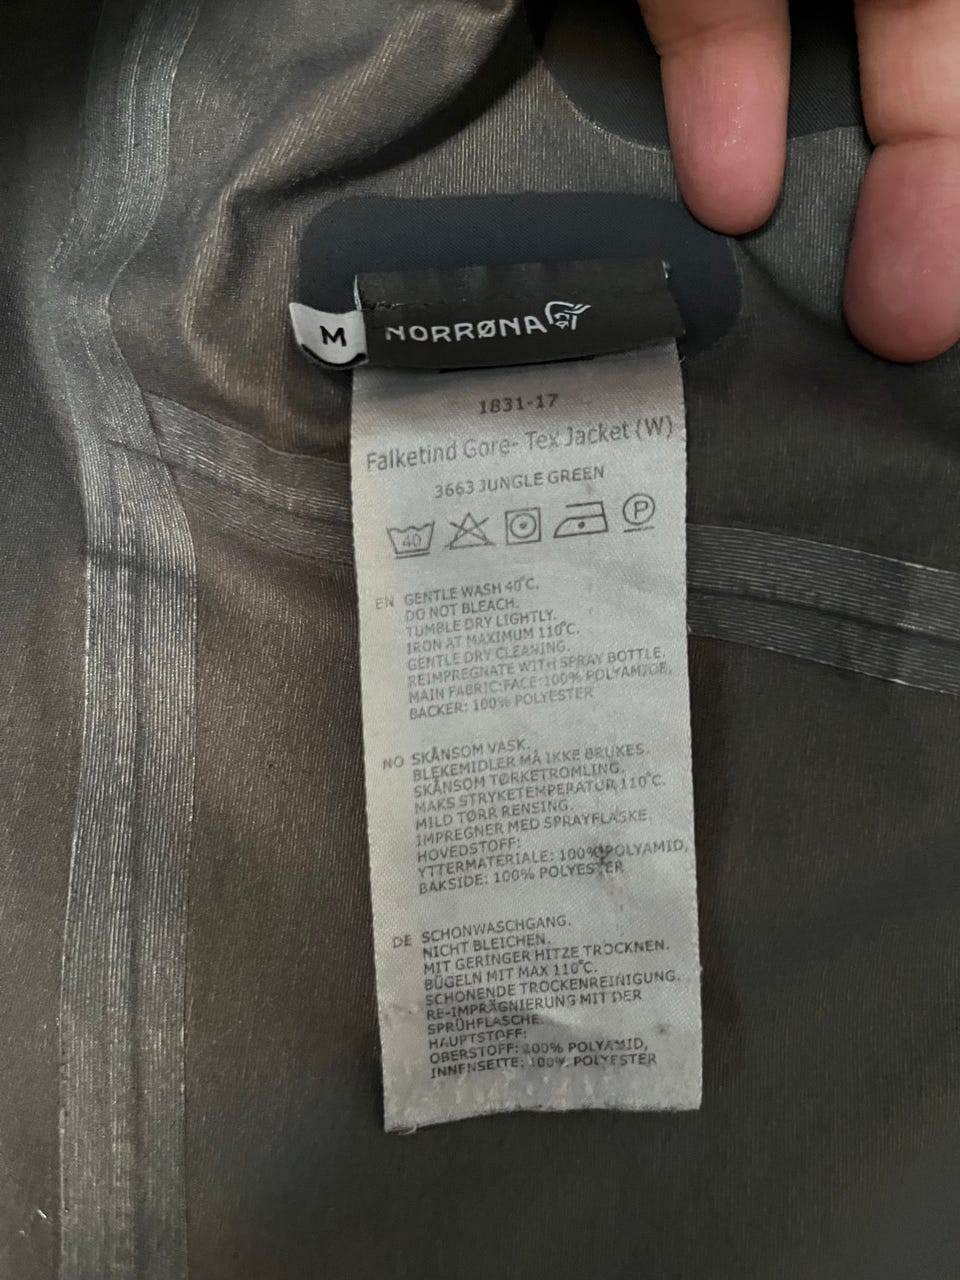 M
NORRØNA
1831-17
Falketind Gore- Tex Jacket (W)
3663 JUNGLE GREEN
40
P
EN GENTLE WASH 40°C.
DO NOT BLEACH.
TUMBLE DRY LIGHTLY.
IRON AT MAXIMUM 110°C.
GENTLE DRY CLEANING.
REIMPREGNATE WITH SPRAY BOTTLE.
MAIN FABRIC:FACE:100% POLYAMIDE,
BACKER: 100% POLYESTER
NO SKÅNSOM VASK.
BLEKEMIDLER MÅ IKKE BRUKES.
SKÅNSOM TØRKETROMLING.
MAKS STRYKETEMPERATUR 110°C.
MILD TØRR RENSING.
IMPREGNER MED SPRAYFLASKE.
HOVEDSTOFF:
YTTERMATERIALE: 100% POLYAMID,
BAKSIDE: 100% POLYESTER
DE SCHONWASCHGANG.
NICHT BLEICHEN.
MIT GERINGER HITZE TROCKNEN.
BÜGELN MIT MAX 110°C.
SCHONENDE TROCKENREINIGUNG.
RE-IMPRÄGNIERUNG MIT DER
SPRÜHFLASCHE.
HAUPTSTOFF:
OBERSTOFF: 100% POLYAMID,
INNENSEITE: 100% POLYESTER